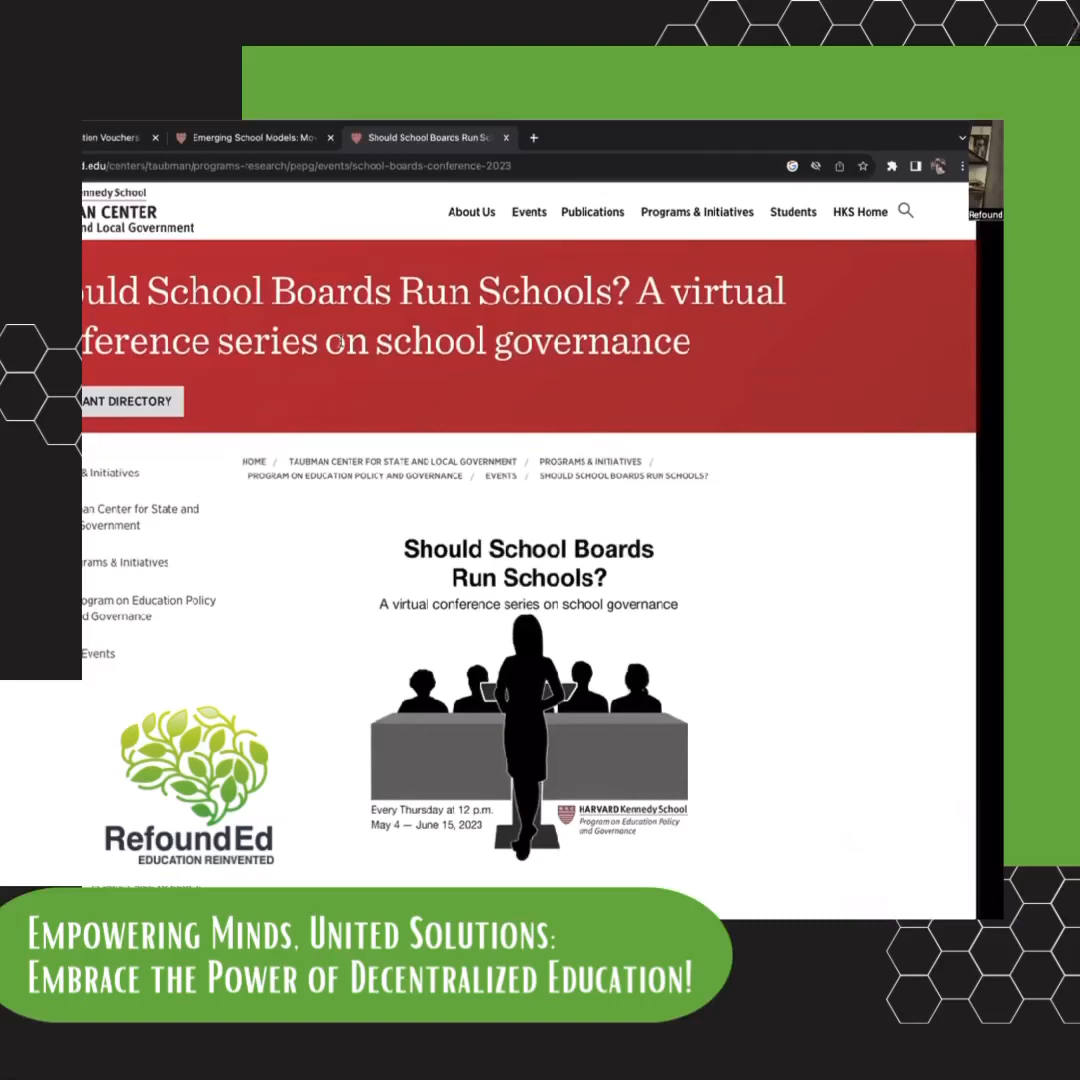 tion Vouchers
Emerging School Models: Mo
Should School Boards Run Sc
d.edu/centers/taubman/programs-research/pepg/events/school-boards-conference-2023
nnedy School
AN CENTER
nd Local Government
About Us Events Publications Programs & Initiatives Students HKS Home
Refound
uld School Boards Run Schools? A virtual
ference series on school governance
ANT DIRECTORY
HOME / TAUBMAN CENTER FOR STATE AND LOCAL GOVERNMENT / PROGRAMS & INITIATIVES /
PROGRAM ON EDUCATION POLICY AND GOVERNANCE / EVENTS / SHOULD SCHOOL BOARDS RUN SCHOOLS?
& Initiatives
an Center for State and
Government
rams & Initiatives
ogram on Education Policy
d Governance
Events
Should School Boards
Run Schools?
A virtual conference series on school governance
Every Thursday at 12 p.m.
May 4 — June 15, 2023
HARVARD Kennedy School
Program on Education Policy
and Governance
RefoundEd
EDUCATION REINVENTED
Empowering Minds, United Solutions:
Embrace the Power of Decentralized Education!